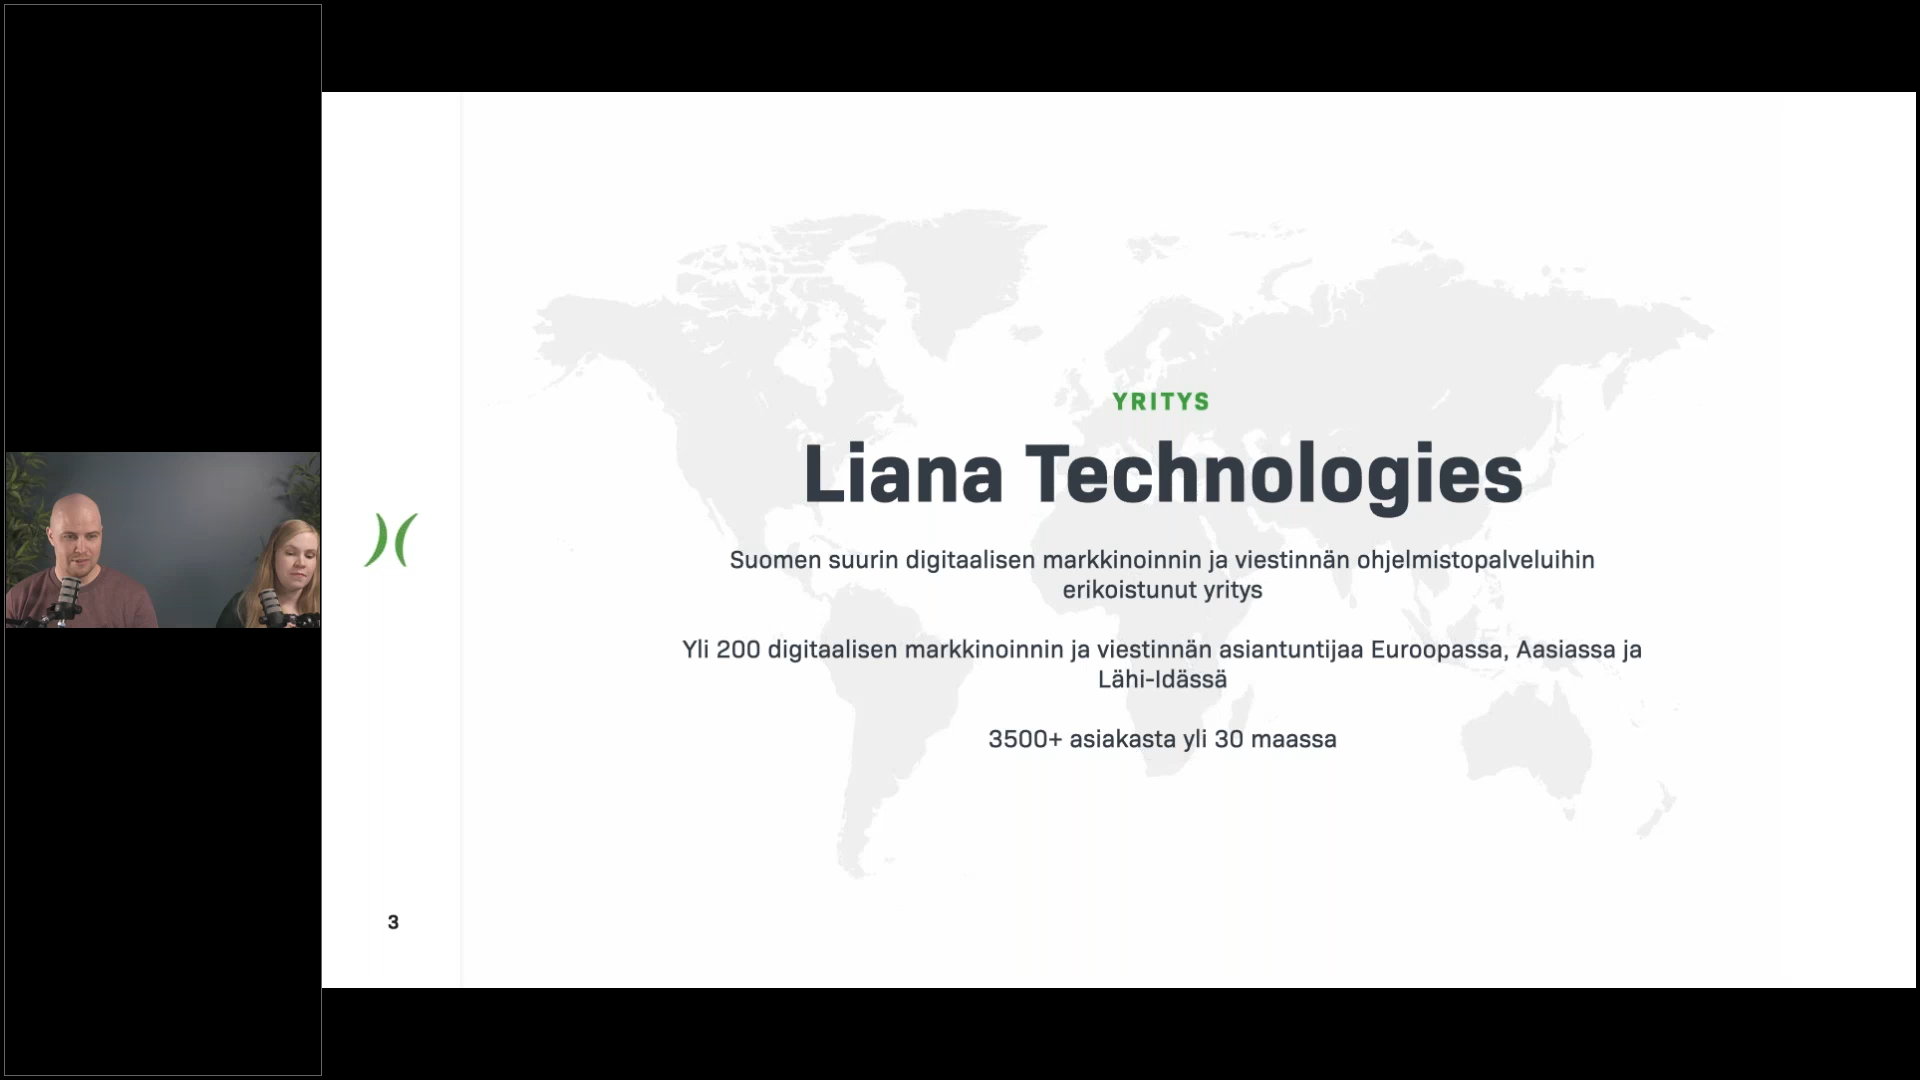 YRITYS
Liana Technologies
Suomen suurin digitaalisen markkinoinnin ja viestinnän ohjelmistopalveluihin
erikoistunut yritys
Yli 200 digitaalisen markkinoinnin ja viestinnän asiantuntijaa Euroopassa, Aasiassa ja
Lähi-Idässä
3500+ asiakasta yli 30 maassa
3